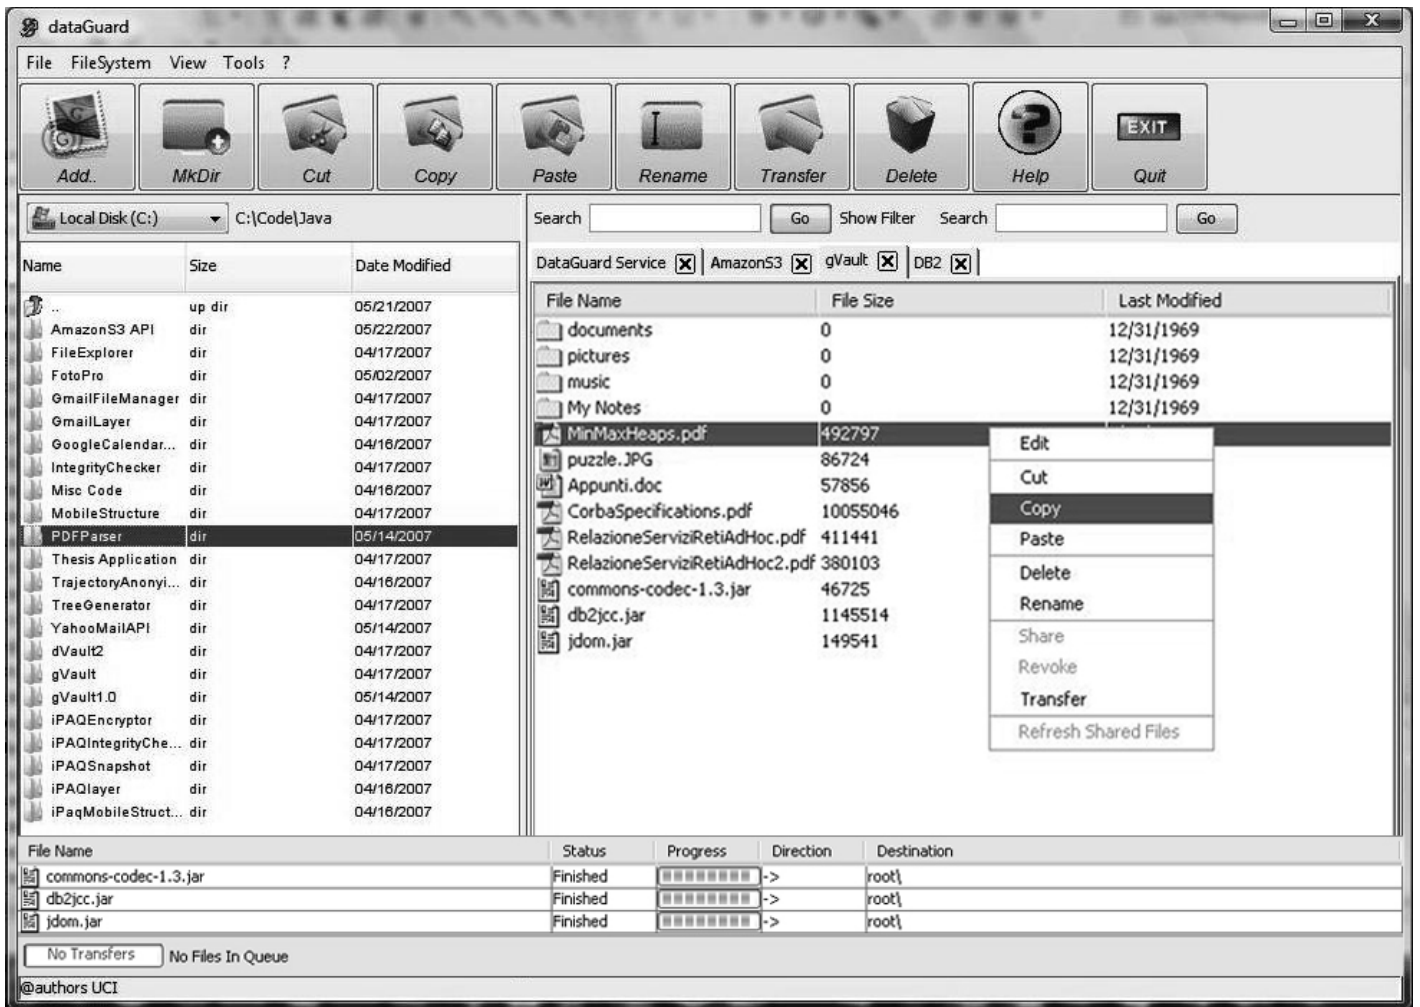 dataGuard
File FileSystem View Tools ?
Add.. MkDir Cut Copy Paste Rename Transfer Delete Help EXIT Quit
Local Disk (C:) C:\Code\Java
Search Go Show Filter Search Go
DataGuard Service AmazonS3 gVault DB2
Name Size Date Modified
.. up dir 05/21/2007
AmazonS3 API dir 05/22/2007
FileExplorer dir 04/17/2007
FotoPro dir 05/02/2007
GmailFileManager dir 04/17/2007
GmailLayer dir 04/17/2007
GoogleCalendar... dir 04/16/2007
IntegrityChecker dir 04/17/2007
Misc Code dir 04/16/2007
MobileStructure dir 04/17/2007
PDFParser dir 05/14/2007
Thesis Application dir 04/17/2007
TrajectoryAnonyi... dir 04/16/2007
TreeGenerator dir 04/17/2007
YahooMailAPI dir 05/14/2007
dVault2 dir 04/17/2007
gVault dir 04/17/2007
gVault1.0 dir 05/14/2007
iPAQEncryptor dir 04/17/2007
iPAQIntegrityChe... dir 04/17/2007
iPAQSnapshot dir 04/17/2007
iPAQlayer dir 04/16/2007
iPaqMobileStruct... dir 04/16/2007
File Name File Size Last Modified
documents 0 12/31/1969
pictures 0 12/31/1969
music 0 12/31/1969
My Notes 0 12/31/1969
MinMaxHeaps.pdf 492797
puzzle.JPG 86724
Appunti.doc 57856
CorbaSpecifications.pdf 10055046
RelazioneServiziRetiAdHoc.pdf 411441
RelazioneServiziRetiAdHoc2.pdf 380103
commons-codec-1.3.jar 46725
db2jcc.jar 1145514
jdom.jar 149541
Edit
Cut
Copy
Paste
Delete
Rename
Share
Revoke
Transfer
Refresh Shared Files
File Name Status Progress Direction Destination
commons-codec-1.3.jar Finished -> root\
db2jcc.jar Finished -> root\
jdom.jar Finished -> root\
No Transfers No Files In Queue
@authors UCI